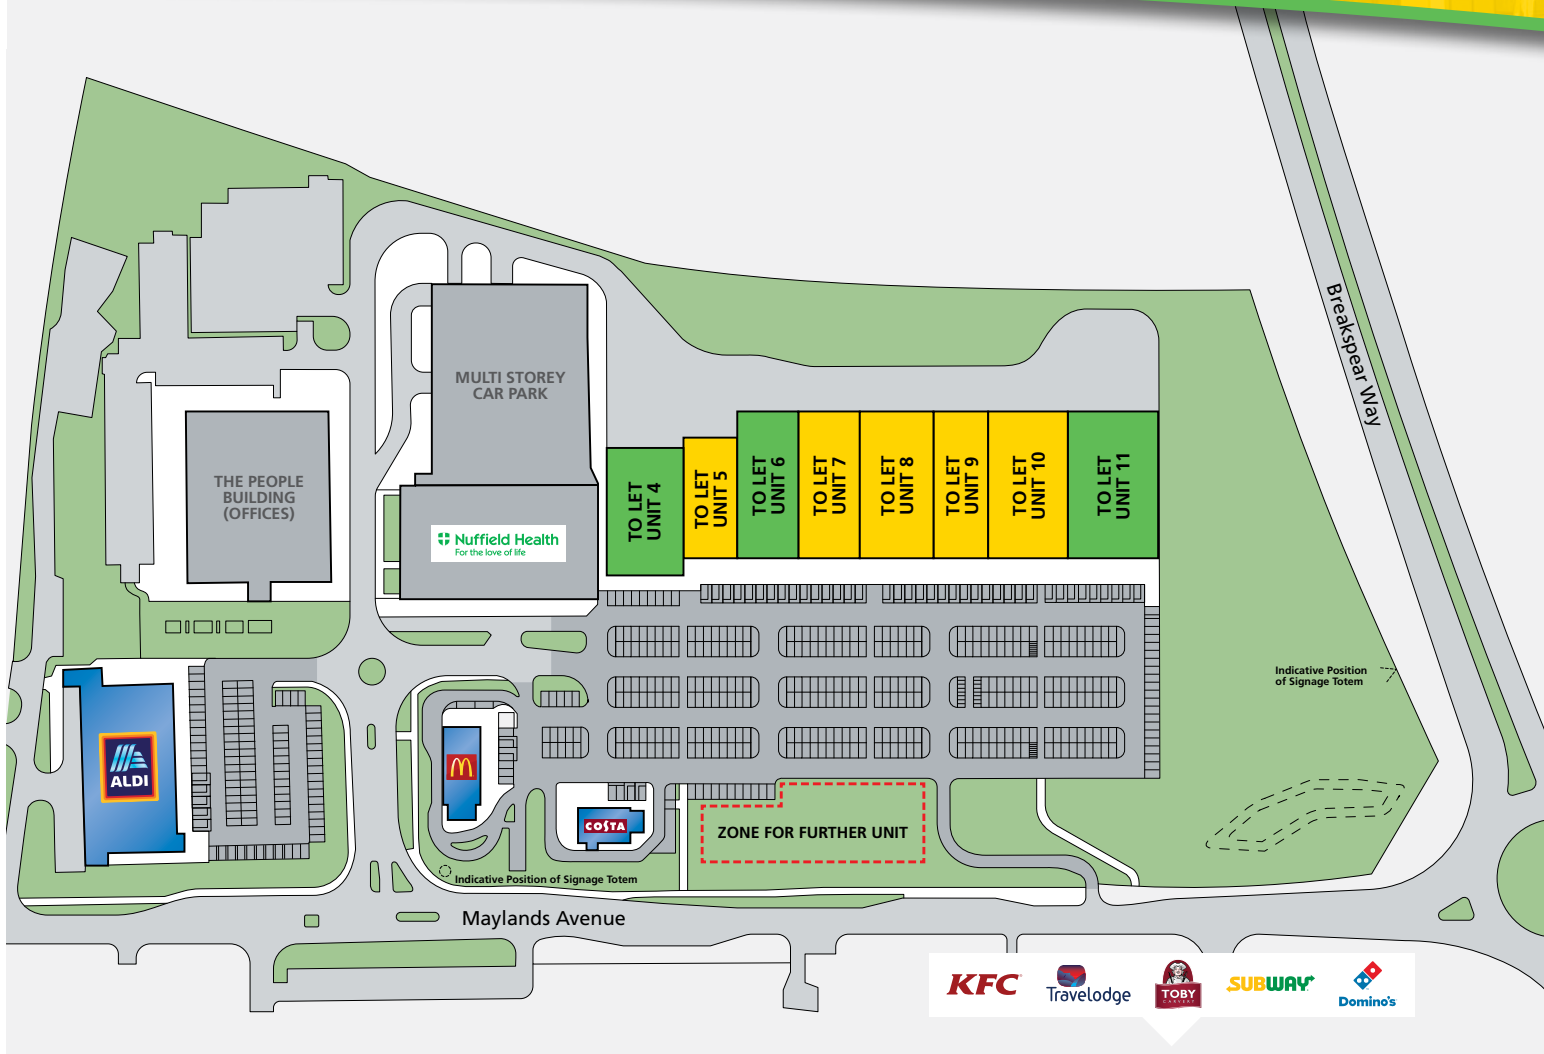 Breakspear Way
MULTI STOREY
CAR PARK
THE PEOPLE
BUILDING
(OFFICES)
Nuffield Health
For the love of life
TO LET
UNIT 4
TO LET
UNIT 5
TO LET
UNIT 6
TO LET
UNIT 7
TO LET
UNIT 8
TO LET
UNIT 9
TO LET
UNIT 10
TO LET
UNIT 11
Indicative Position
of Signage Totem
ALDI
M
COSTA
ZONE FOR FURTHER UNIT
Indicative Position of Signage Totem
Maylands Avenue
KFC
Travelodge
TOBY
CARVERY
SUBWAY
Domino's